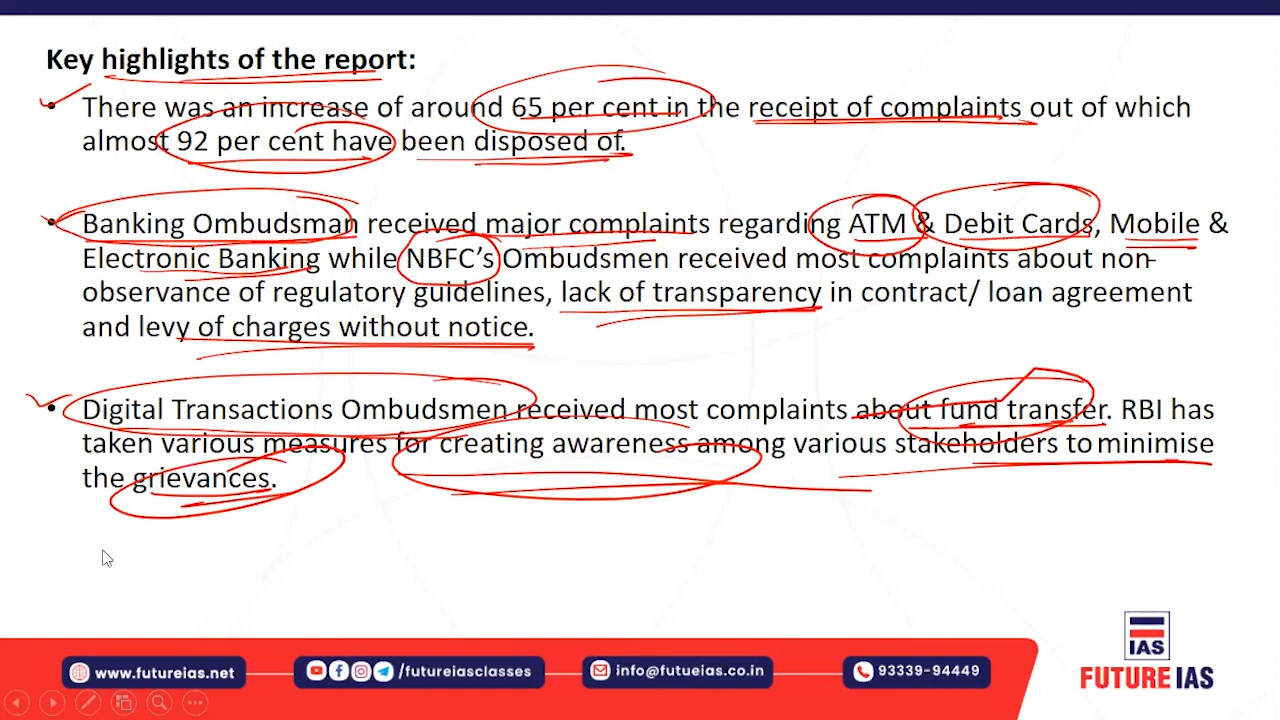 Key highlights of the report:
• There was an increase of around 65 per cent in the receipt of complaints out of which
almost 92 per cent have been disposed of.
• Banking Ombudsman received major complaints regarding ATM & Debit Cards, Mobile &
Electronic Banking while NBFC's Ombudsmen received most complaints about non-
observance of regulatory guidelines, lack of transparency in contract/ loan agreement
and levy of charges without notice.
• Digital Transactions Ombudsmen received most complaints about fund transfer. RBI has
taken various measures for creating awareness among various stakeholders to minimise
the grievances.
IAS
FUTURE IAS
www.futureias.net
/futureiasclasses
info@futueias.co.in
93339-94449